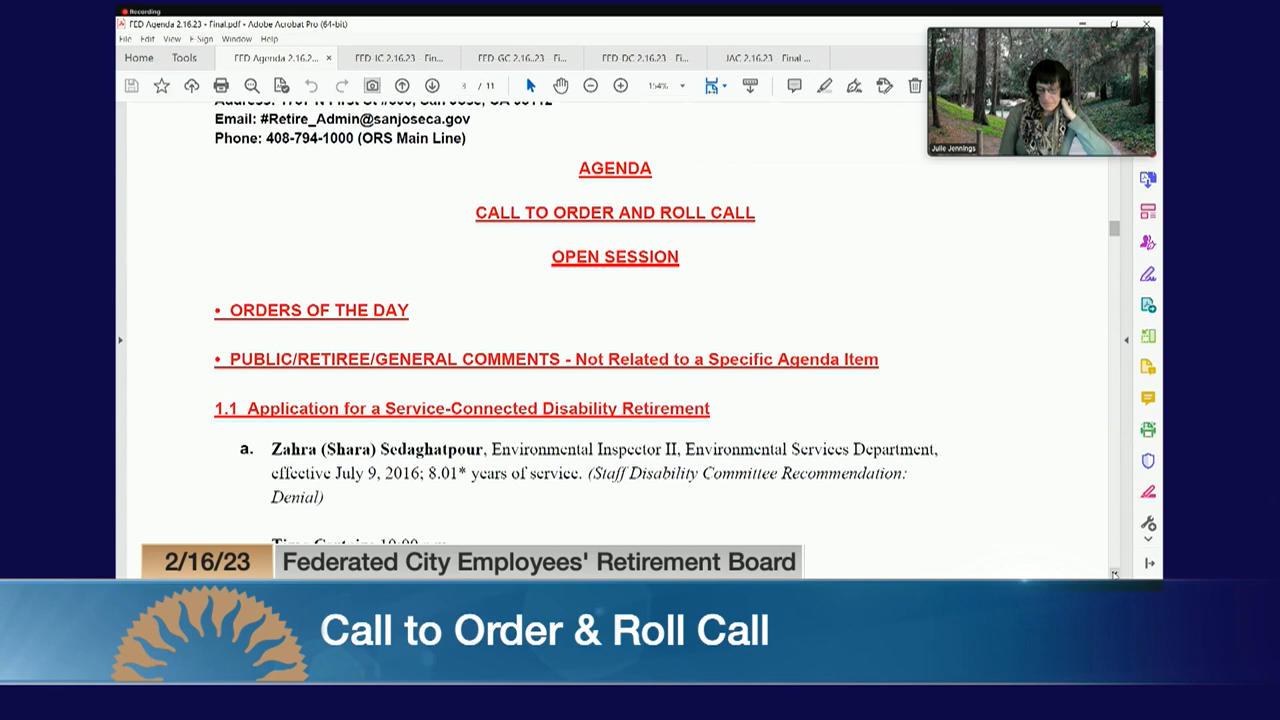 Recording
FED Agenda 2.16.23 - Final.pdf - Adobe Acrobat Pro (64-bit)
File Edit View E-Sign Window Help
Home Tools FED Agenda 2.16.2... × FED-IC 2.16.23 Fin... FED-GC 2.16..23 Fi... FED-DC 2.16.23 Fi... JAC 2.16.23 Final ...
3 / 11 154%
Julie Jennings
Email: #Retire_Admin@sanjoseca.gov
Phone: 408-794-1000 (ORS Main Line)
AGENDA
CALL TO ORDER AND ROLL CALL
OPEN SESSION
• ORDERS OF THE DAY
• PUBLIC/RETIREE/GENERAL COMMENTS - Not Related to a Specific Agenda Item
1.1 Application for a Service-Connected Disability Retirement
a. Zahra (Shara) Sedaghatpour, Environmental Inspector II, Environmental Services Department,
effective July 9, 2016; 8.01* years of service. (Staff Disability Committee Recommendation:
Denial)
2/16/23 Federated City Employees' Retirement Board
Call to Order & Roll Call